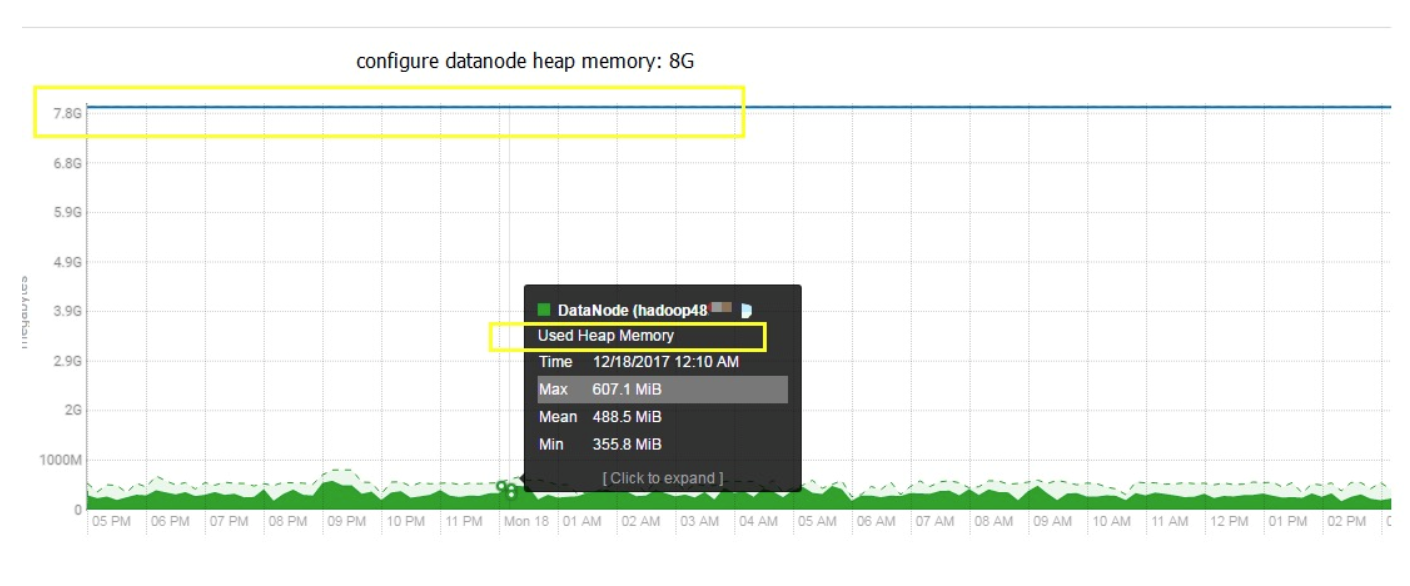 configure datanode heap memory: 8G
7.8G
6.8G
5.9G
4.9G
3.9G
2.9G
2G
1000M
0
megabytes
DataNode (hadoop48
Used Heap Memory
Time 12/18/2017 12:10 AM
Max 607.1 MiB
Mean 488.5 MiB
Min 355.8 MiB
[ Click to expand ]
05 PM 06 PM 07 PM 08 PM 09 PM 10 PM 11 PM Mon 18 01 AM 02 AM 03 AM 04 AM 05 AM 06 AM 07 AM 08 AM 09 AM 10 AM 11 AM 12 PM 01 PM 02 PM